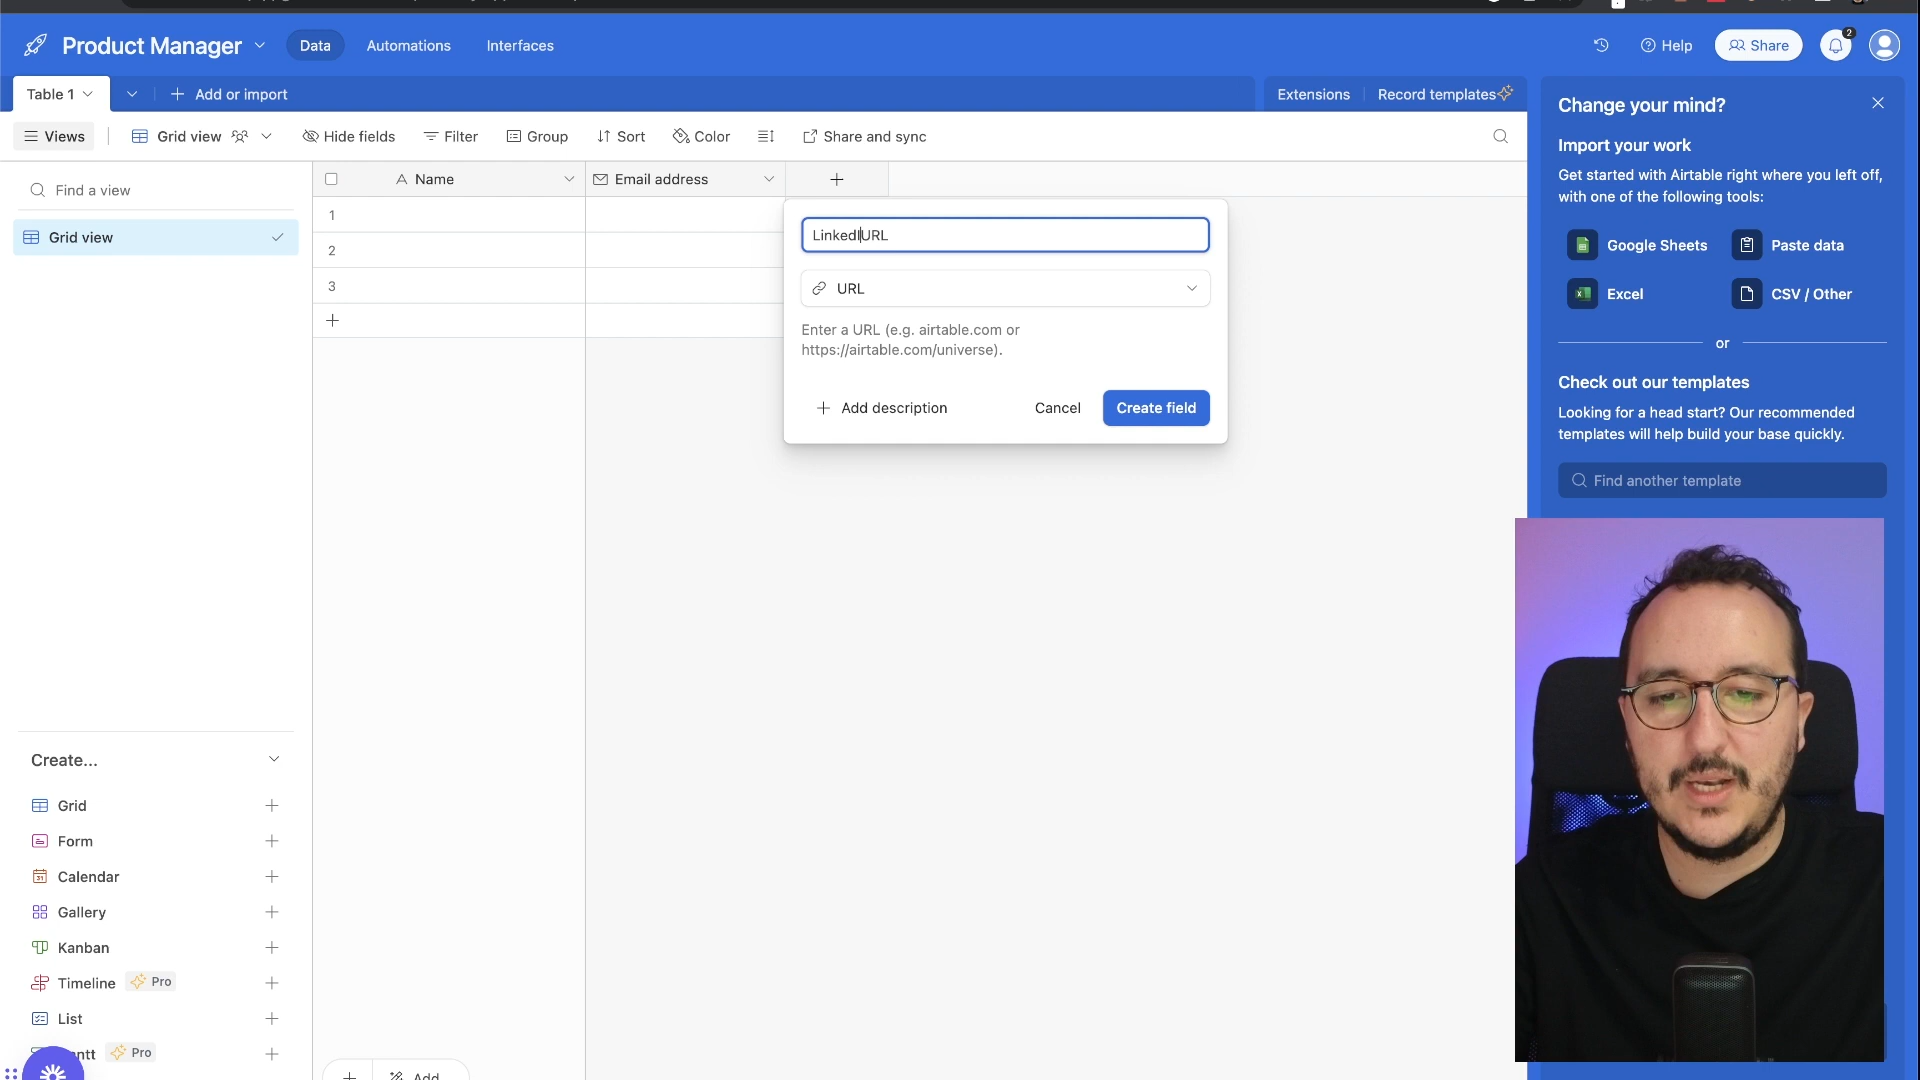 Product Manager
Data
Automations
Interfaces
Help
Share
2
Table 1
Add or import
Extensions
Record templates
Views
Grid view
Hide fields
Filter
Group
Sort
Color
Share and sync
Find a view
Grid view
Name
Email address
1
2
3
LinkedIURL
URL
Enter a URL (e.g. airtable.com or
https://airtable.com/universe).
Add description
Cancel
Create field
Change your mind?
Import your work
Get started with Airtable right where you left off,
with one of the following tools:
Google Sheets
Paste data
Excel
CSV / Other
or
Check out our templates
Looking for a head start? Our recommended
templates will help build your base quickly.
Find another template
Create...
Grid
Form
Calendar
Gallery
Kanban
Timeline
Pro
List
ntt
Pro
Add